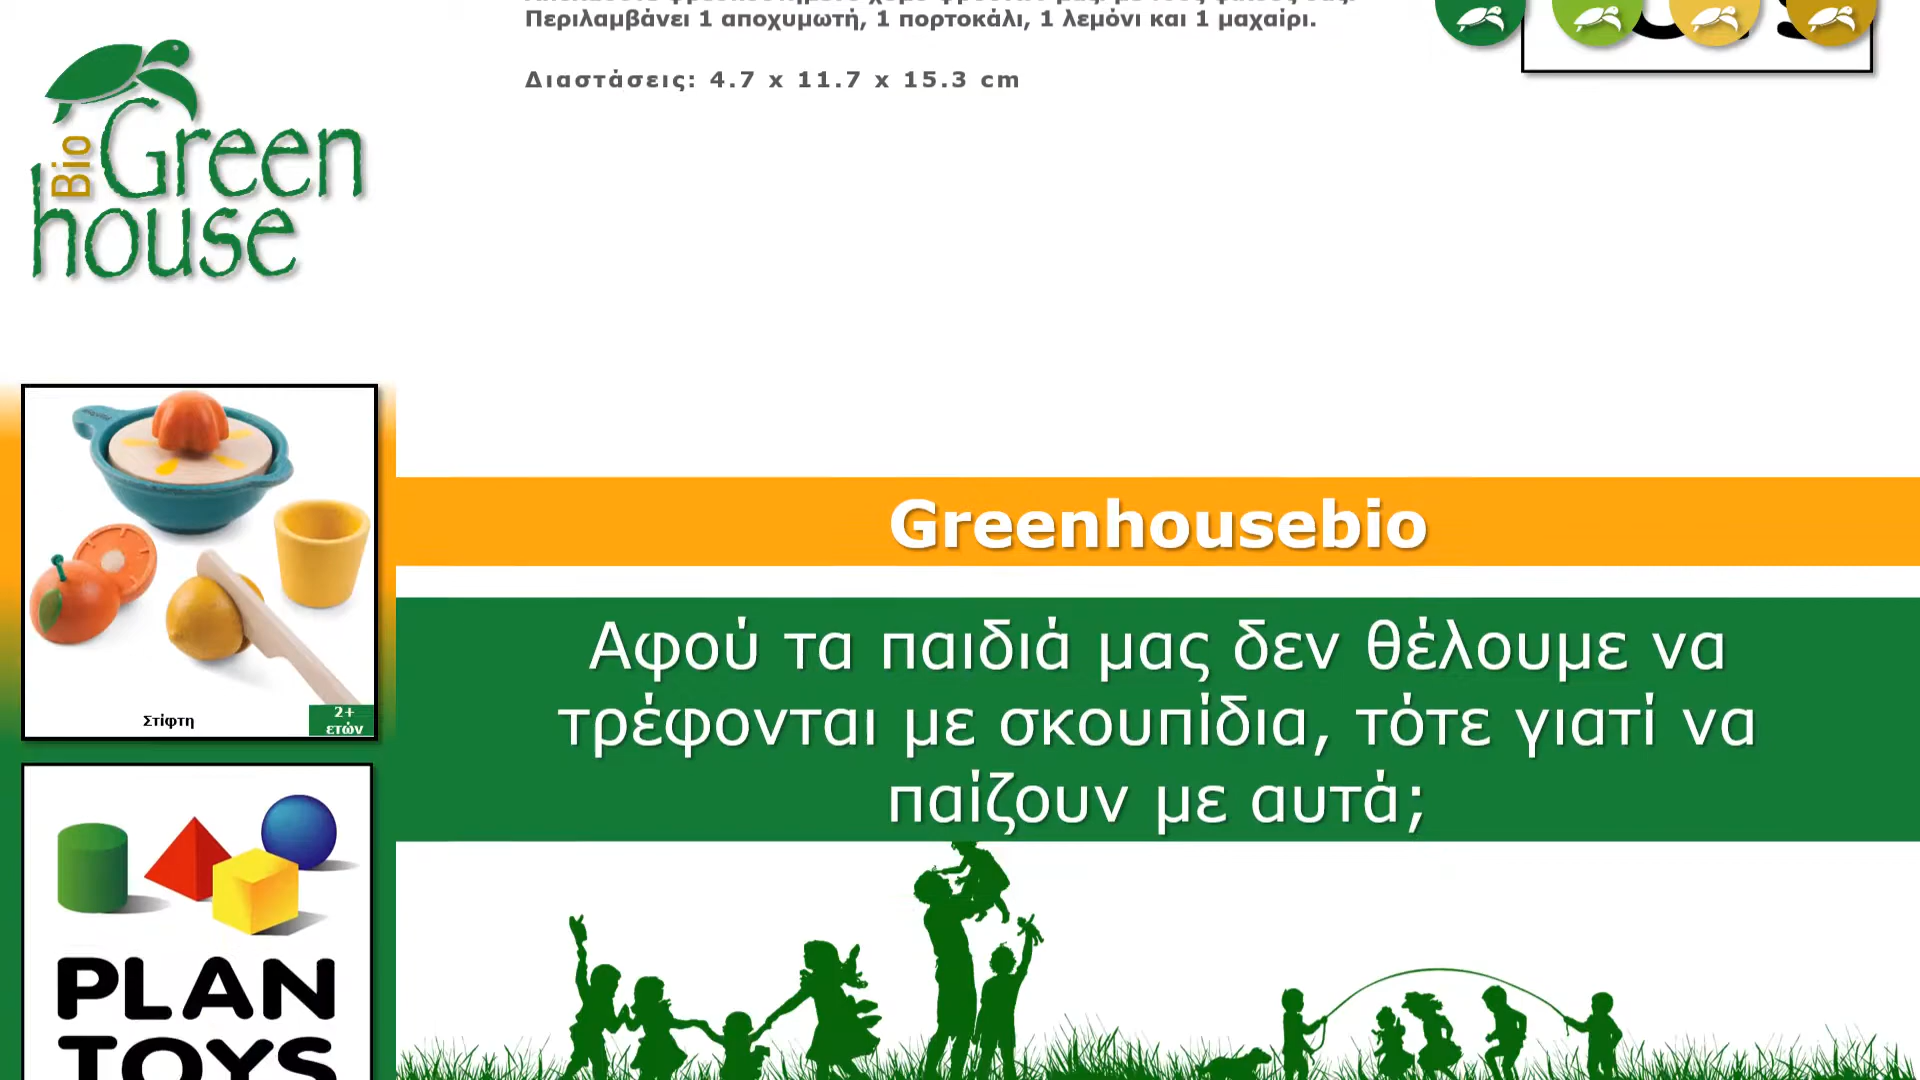 Περιλαμβάνει 1 αποχυμωτή, 1 πορτοκάλι, 1 λεμόνι και 1 μαχαίρι.
Διαστάσεις: 4.7 x 11.7 x 15.3 cm
Bio Green
house
Στίφτη
2+
ετών
PLAN
TOYS
Greenhousebio
Αφού τα παιδιά μας δεν θέλουμε να
τρέφονται με σκουπίδια, τότε γιατί να
παίζουν με αυτά;